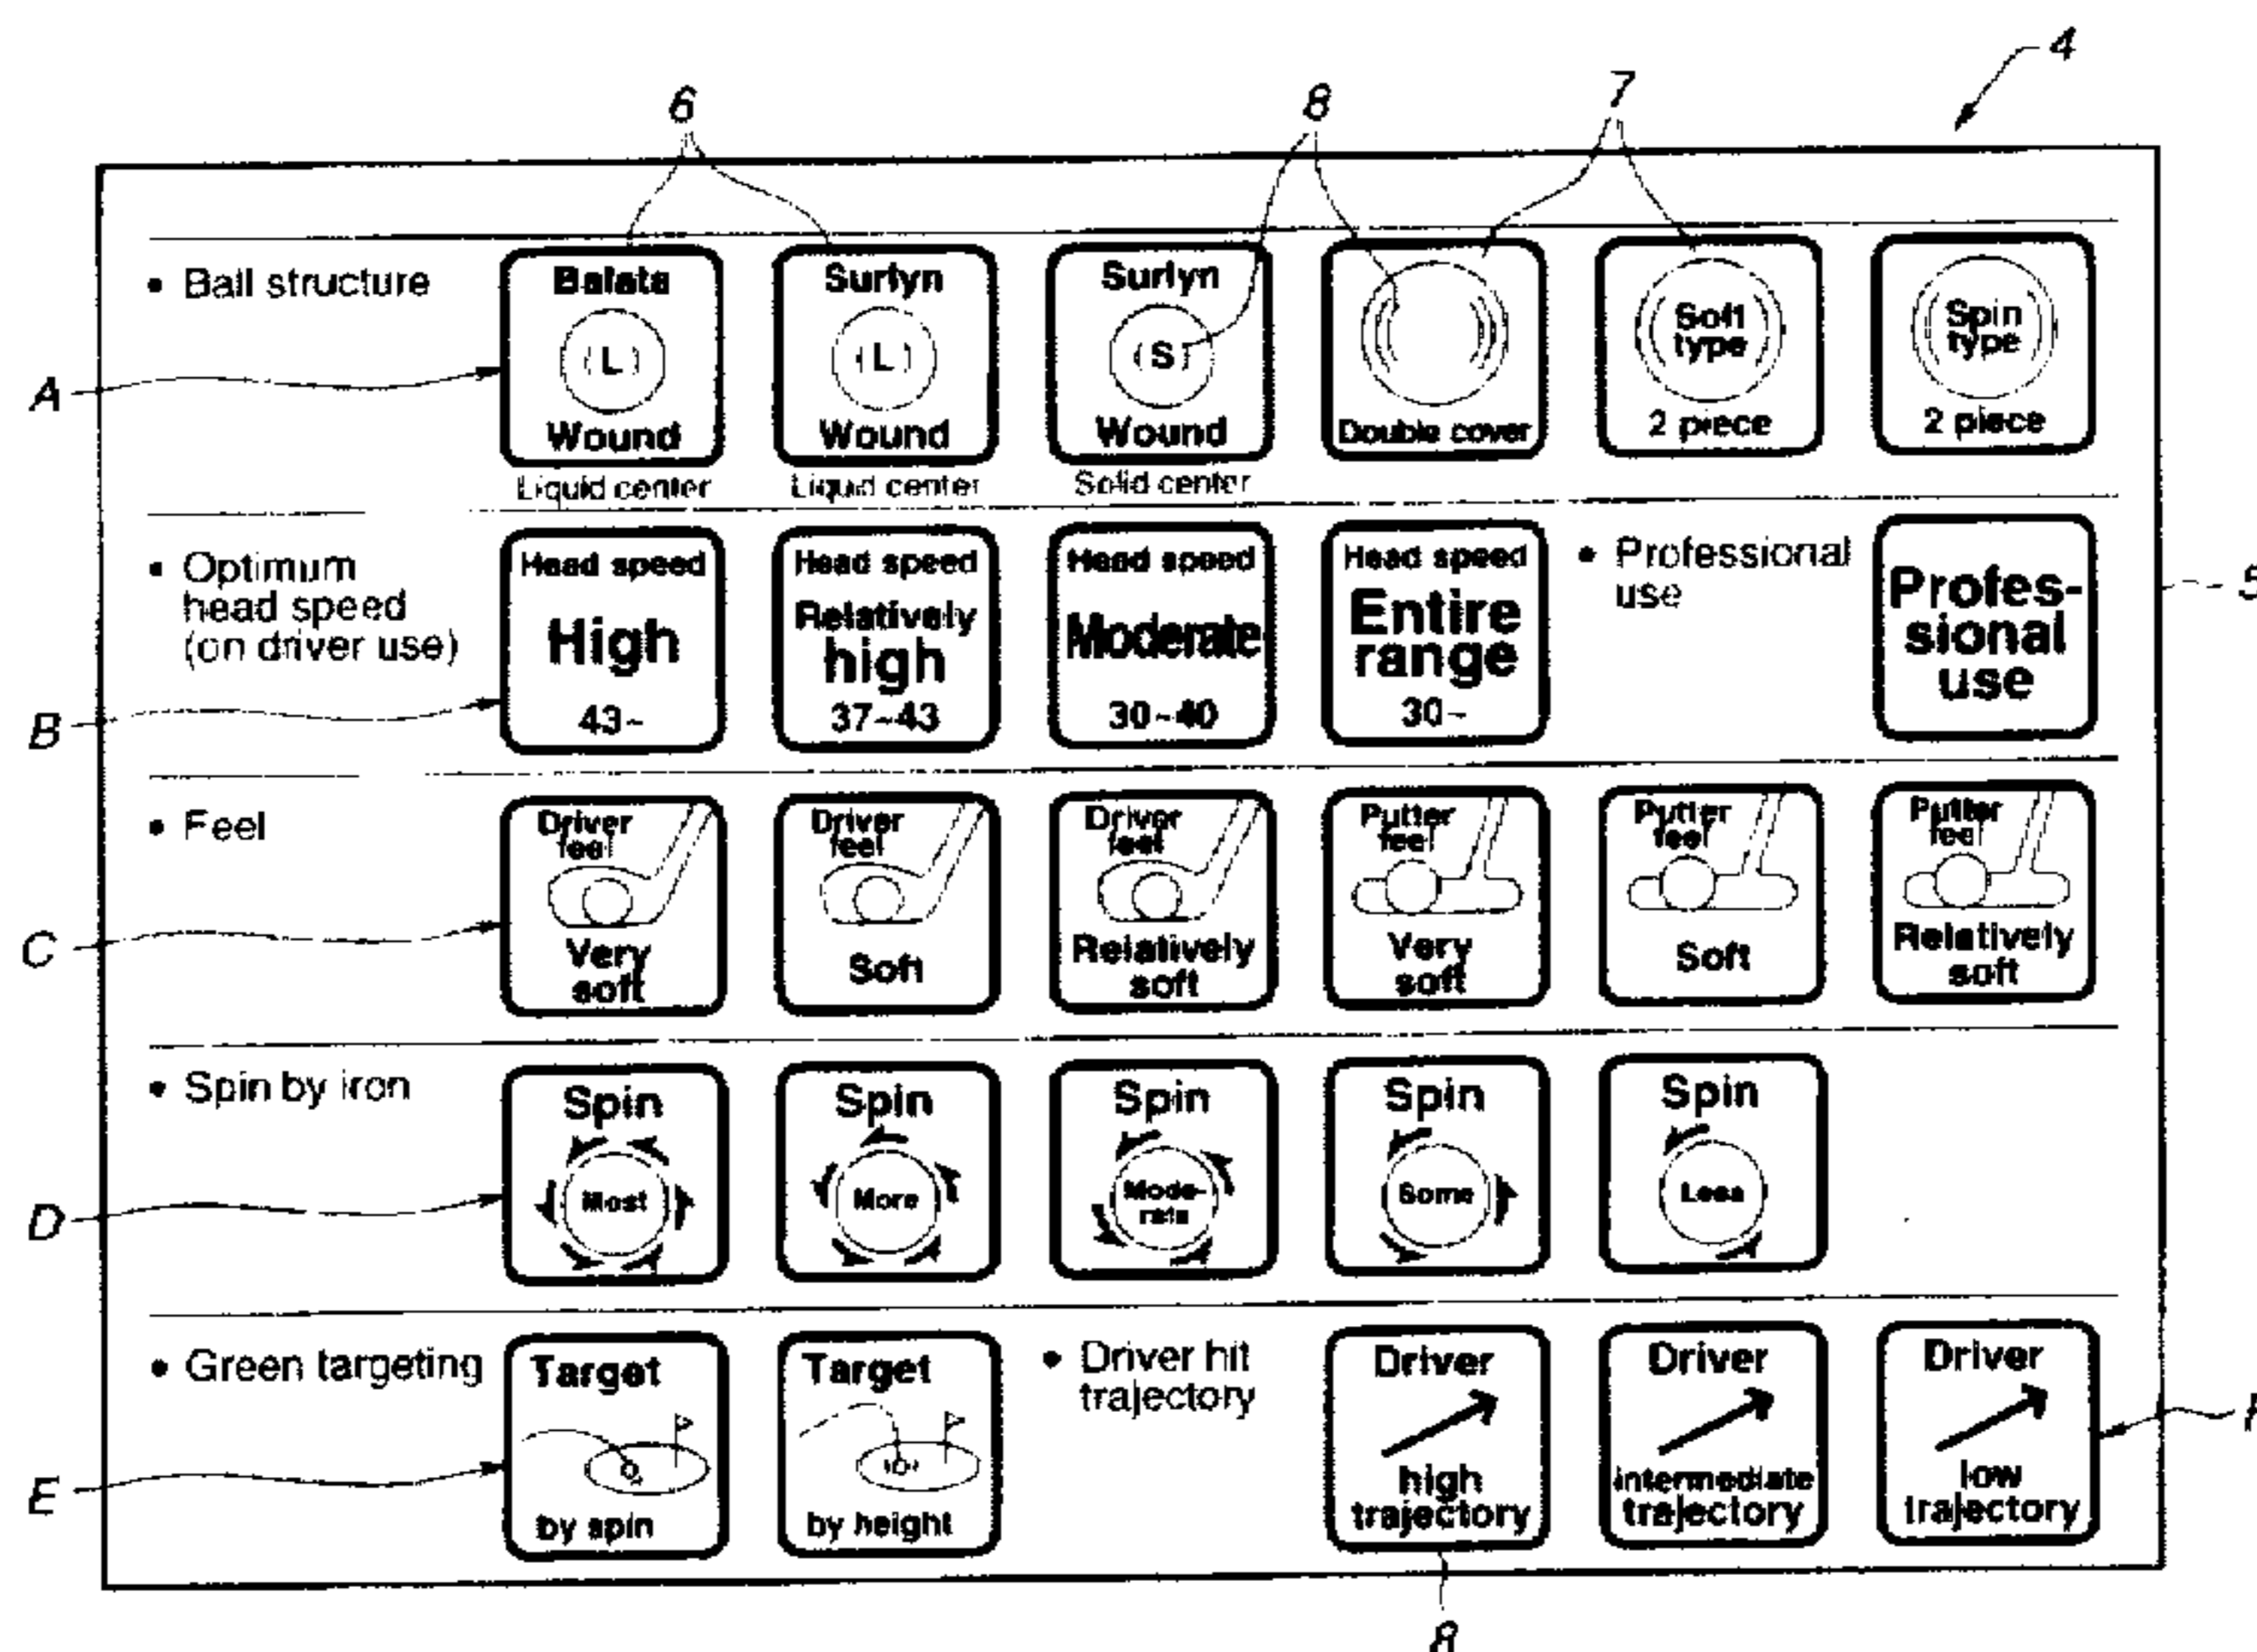 4
6 8 7
• Ball structure
Balata
(L)
Wound
Liquid center
Surlyn
(L)
Wound
Liquid center
Surlyn
(S)
Wound
Solid center
Double cover
Soft
type
2 piece
Spin
type
2 piece
A
• Optimum
head speed
(on driver use)
Head speed
High
43~
Head speed
Relatively
high
37~43
Head speed
Moderate
30~40
Head speed
Entire
range
30~
• Professional
use
Profes-
sional
use
5
B
• Feel
Driver
feel
Very
soft
Driver
feel
Soft
Driver
feel
Relatively
soft
Putter
feel
Very
soft
Putter
feel
Soft
Putter
feel
Relatively
soft
C
• Spin by iron
Spin
Most
Spin
More
Spin
Mode-
rate
Spin
Some
Spin
Less
D
• Green targeting
Target
by spin
Target
by height
• Driver hit
trajectory
Driver
high
trajectory
Driver
intermediate
trajectory
Driver
low
trajectory
E
8